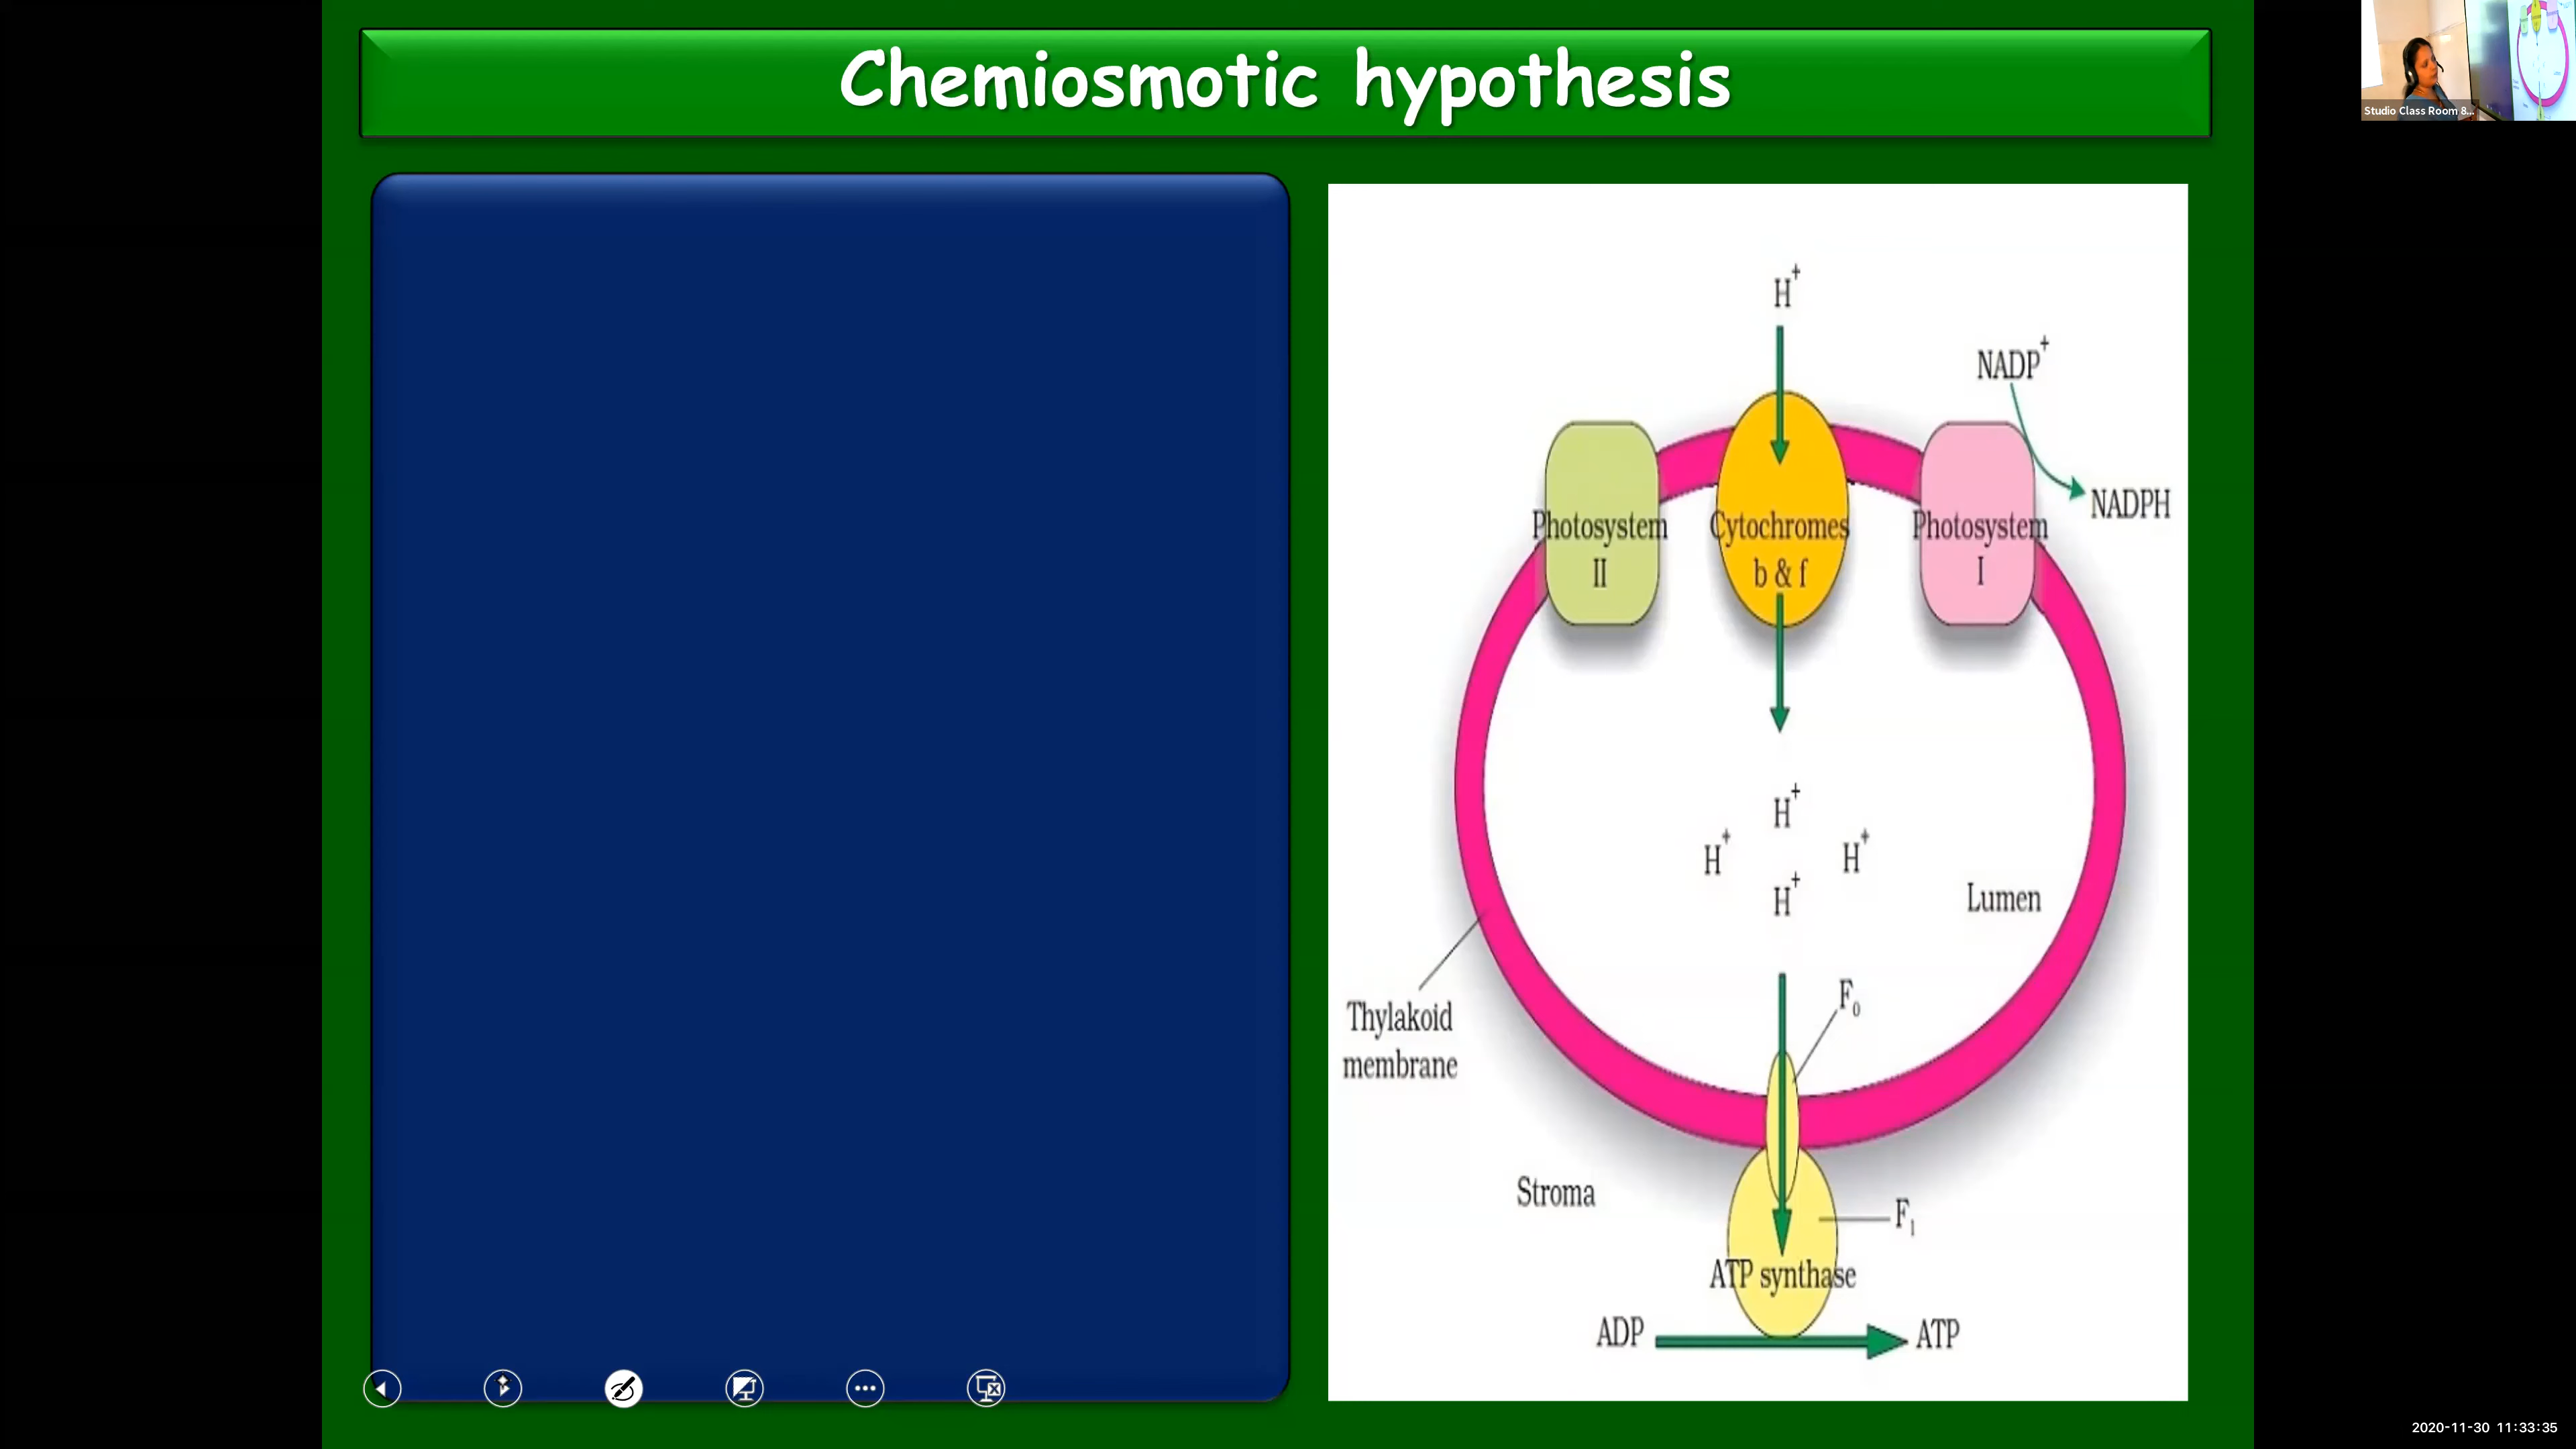 Chemiosmotic hypothesis
Studio Class Room 8...
H+
NADP+
NADPH
Photosystem
II
Cytochromes
b & f
Photosystem
I
H+
H+
H+
H+
Lumen
F0
Thylakoid
membrane
Stroma
F1
ATP synthase
ADP
ATP
2020-11-30 11:33:35